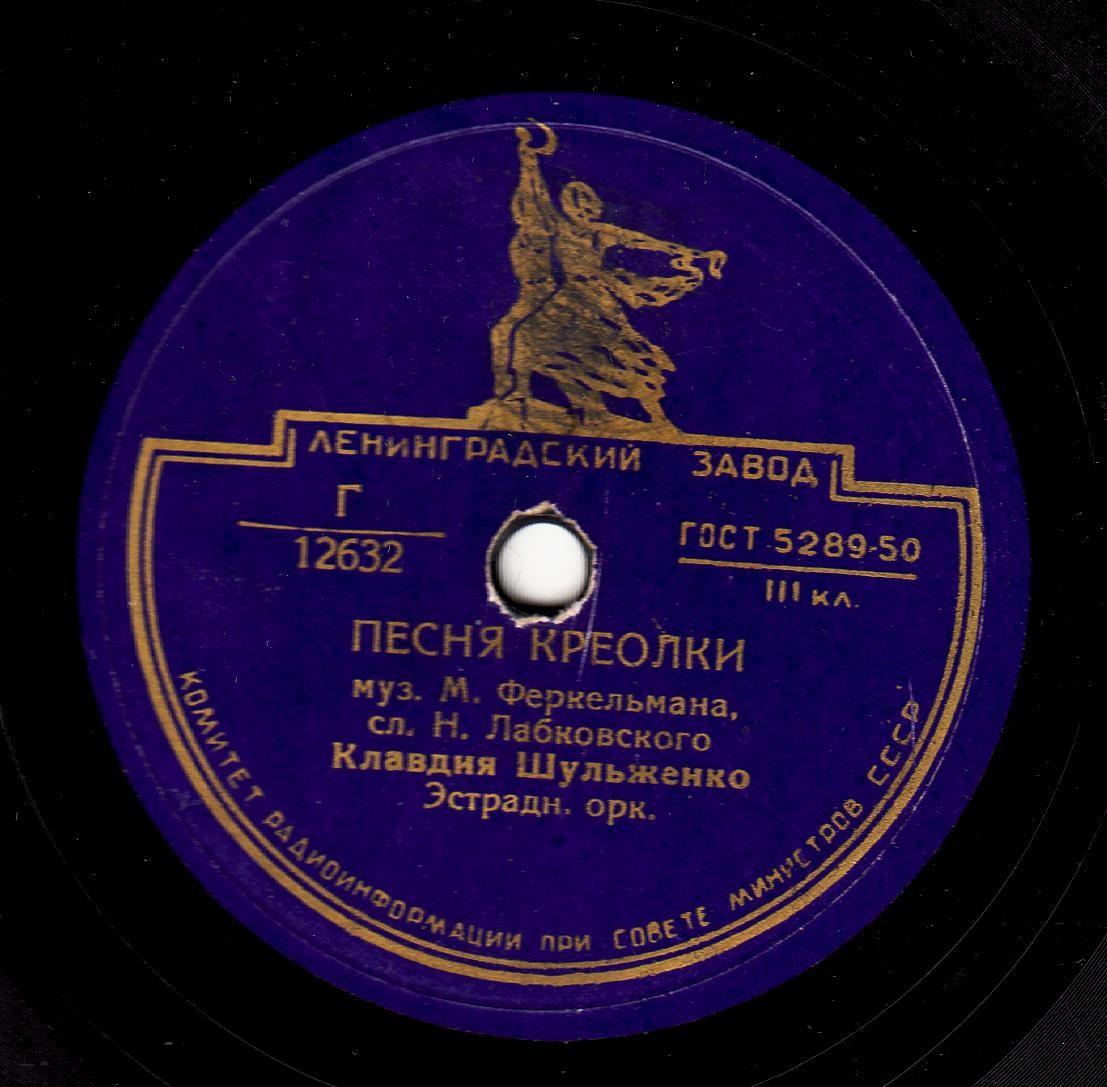 ЛЕНИНГРАДСКИЙ ЗАВОД
Г
12632
ГОСТ 5289-50
III кл.
ПЕСНЯ КРЕОЛКИ
муз. М. Феркельмана,
сл. Н. Лабковского
Клавдия Шульженко
Эстрадн. орк.
КОМИТЕТ РАДИОИНФОРМАЦИИ ПРИ СОВЕТЕ МИНИСТРОВ СССР